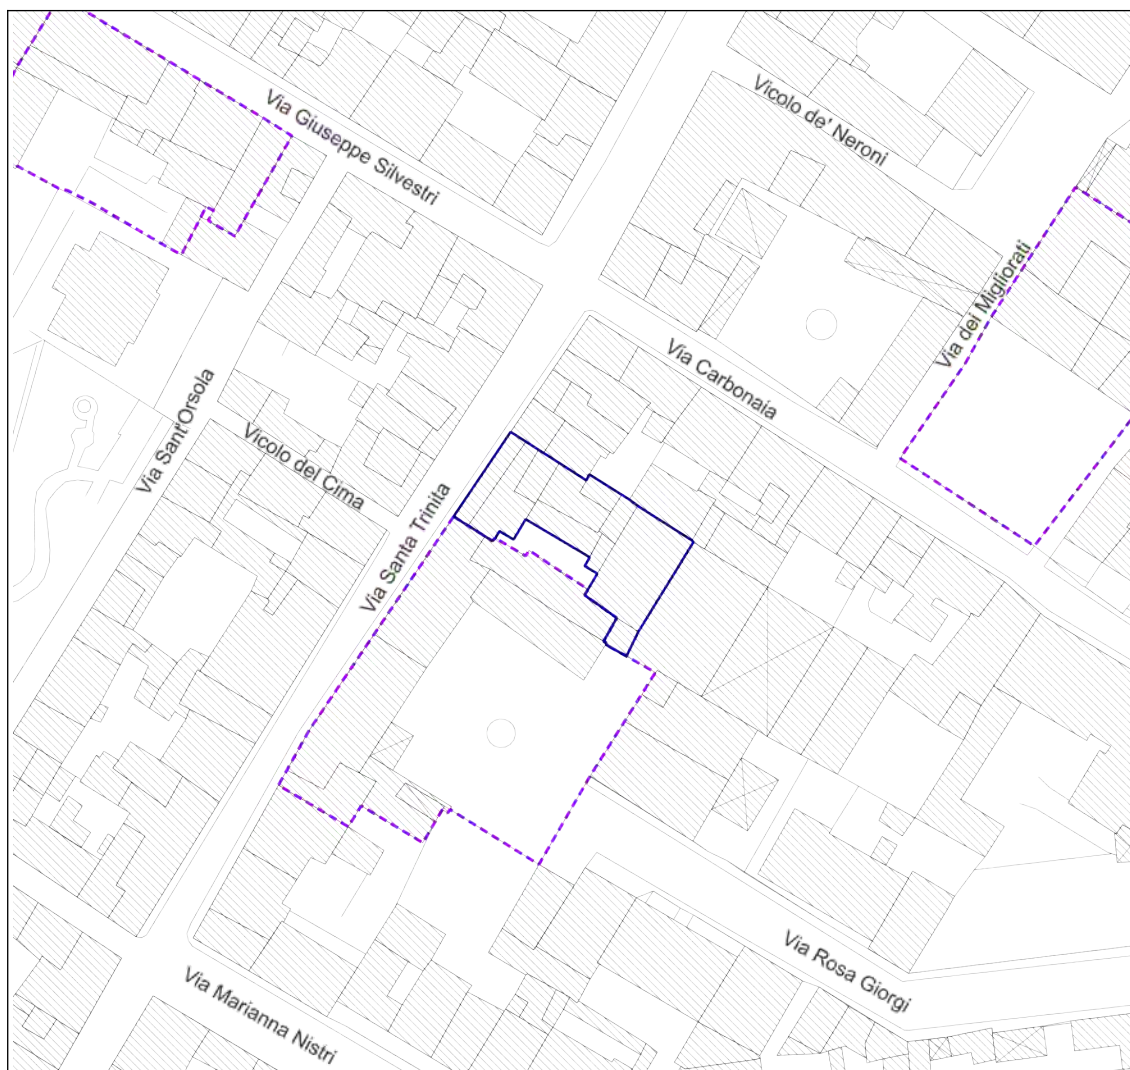 Via Giuseppe Silvestri
Vicolo de' Neroni
Via dei Migliorati
Via Carbonaia
Via Sant'Orsola
Vicolo del Cima
Via Santa Trinita
Via Rosa Giorgi
Via Marianna Nistri